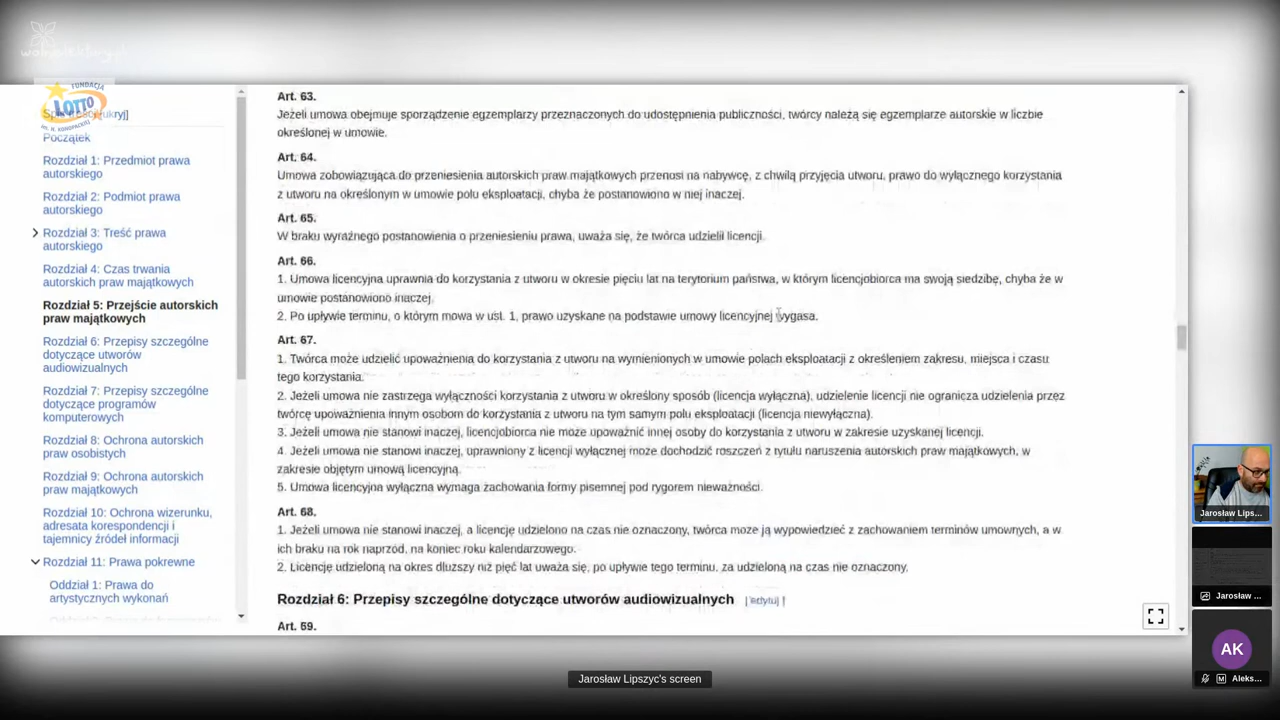 wolnelektury.pl
FUNDACJA
LOTTO
IM. H. KONOPACKIEJ
ukryj]
Początek
Rozdział 1: Przedmiot prawa
autorskiego
Rozdział 2: Podmiot prawa
autorskiego
Rozdział 3: Treść prawa
autorskiego
Rozdział 4: Czas trwania
autorskich praw majątkowych
Rozdział 5: Przejście autorskich
praw majątkowych
Rozdział 6: Przepisy szczególne
dotyczące utworów
audiowizualnych
Rozdział 7: Przepisy szczególne
dotyczące programów
komputerowych
Rozdział 8: Ochrona autorskich
praw osobistych
Rozdział 9: Ochrona autorskich
praw majątkowych
Rozdział 10: Ochrona wizerunku,
adresata korespondencji i
tajemnicy źródeł informacji
Rozdział 11: Prawa pokrewne
Oddział 1: Prawa do
artystycznych wykonań
Art. 63.
Jeżeli umowa obejmuje sporządzenie egzemplarzy przeznaczonych do udostępnienia publiczności, twórcy należą się egzemplarze autorskie w liczbie
określonej w umowie.
Art. 64.
Umowa zobowiązująca do przeniesienia autorskich praw majątkowych przenosi na nabywcę, z chwilą przyjęcia utworu, prawo do wyłącznego korzystania
z utworu na określonym w umowie polu eksploatacji, chyba że postanowiono w niej inaczej.
Art. 65.
W braku wyraźnego postanowienia o przeniesieniu prawa, uważa się, że twórca udzielił licencji.
Art. 66.
1. Umowa licencyjna uprawnia do korzystania z utworu w okresie pięciu lat na terytorium państwa, w którym licencjobiorca ma swoją siedzibę, chyba że w
umowie postanowiono inaczej.
2. Po upływie terminu, o którym mowa w ust. 1, prawo uzyskane na podstawie umowy licencyjnej wygasa.
Art. 67.
1. Twórca może udzielić upoważnienia do korzystania z utworu na wymienionych w umowie polach eksploatacji z określeniem zakresu, miejsca i czasu
tego korzystania.
2. Jeżeli umowa nie zastrzega wyłączności korzystania z utworu w określony sposób (licencja wyłączna), udzielenie licencji nie ogranicza udzielenia przez
twórcę upoważnienia innym osobom do korzystania z utworu na tym samym polu eksploatacji (licencja niewyłączna).
3. Jeżeli umowa nie stanowi inaczej, licencjobiorca nie może upoważnić innej osoby do korzystania z utworu w zakresie uzyskanej licencji.
4. Jeżeli umowa nie stanowi inaczej, uprawniony z licencji wyłącznej może dochodzić roszczeń z tytułu naruszenia autorskich praw majątkowych, w
zakresie objętym umową licencyjną.
5. Umowa licencyjna wyłączna wymaga zachowania formy pisemnej pod rygorem nieważności.
Art. 68.
1. Jeżeli umowa nie stanowi inaczej, a licencję udzielono na czas nie oznaczony, twórca może ją wypowiedzieć z zachowaniem terminów umownych, a w
ich braku na rok naprzód, na koniec roku kalendarzowego.
2. Licencję udzieloną na okres dłuższy niż pięć lat uważa się, po upływie tego terminu, za udzieloną na czas nie oznaczony.
Rozdział 6: Przepisy szczególne dotyczące utworów audiowizualnych [ edytuj ]
Art. 69.
Jarosław Lips...
Jarosław ...
AK
Aleks...
Jarosław Lipszyc's screen